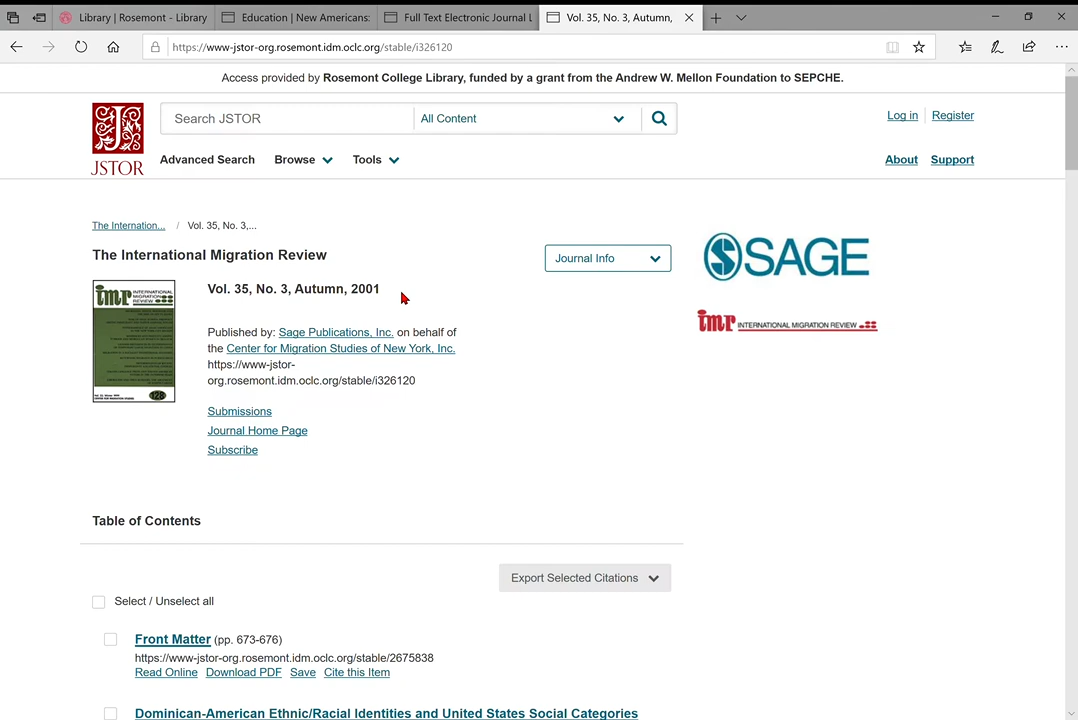 Library | Rosemont - Library
Education | New Americans:
Full Text Electronic Journal L
Vol. 35, No. 3, Autumn,
https://www-jstor-org.rosemont.idm.oclc.org/stable/i326120
Access provided by Rosemont College Library, funded by a grant from the Andrew W. Mellon Foundation to SEPCHE.
JSTOR
Search JSTOR
All Content
Log in
Register
Advanced Search
Browse
Tools
About
Support
The Internation... / Vol. 35, No. 3,...
The International Migration Review
Journal Info
SAGE
imr INTERNATIONAL MIGRATION REVIEW
imr INTERNATIONAL MIGRATION REVIEW
Vol. 35, No. 3, Autumn, 2001
Published by: Sage Publications, Inc. on behalf of
the Center for Migration Studies of New York, Inc.
https://www-jstor-
org.rosemont.idm.oclc.org/stable/i326120
Submissions
Journal Home Page
Subscribe
Table of Contents
Export Selected Citations
Select / Unselect all
Front Matter (pp. 673-676)
https://www-jstor-org.rosemont.idm.oclc.org/stable/2675838
Read Online Download PDF Save Cite this Item
Dominican-American Ethnic/Racial Identities and United States Social Categories